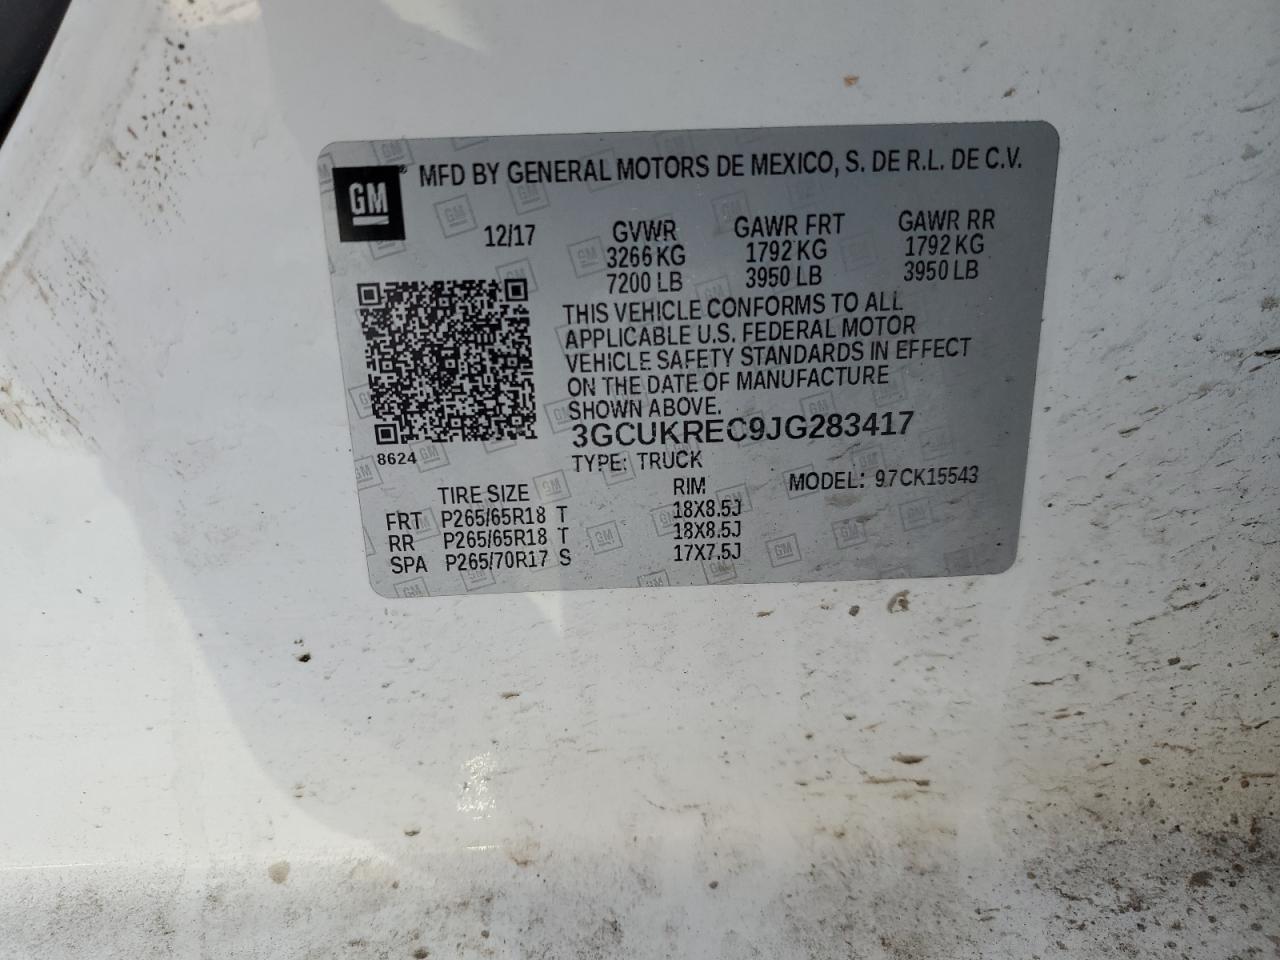 GM
MFD BY GENERAL MOTORS DE MEXICO, S. DE R.L. DE C.V.
12/17 GVWR GAWR FRT GAWR RR
3266 KG 1792 KG 1792 KG
7200 LB 3950 LB 3950 LB
THIS VEHICLE CONFORMS TO ALL
APPLICABLE U.S. FEDERAL MOTOR
VEHICLE SAFETY STANDARDS IN EFFECT
ON THE DATE OF MANUFACTURE
SHOWN ABOVE.
3GCUKREC9JG283417
8624
TYPE: TRUCK
MODEL: 97CK15543
TIRE SIZE RIM
FRT P265/65R18 T 18X8.5J
RR P265/65R18 T 18X8.5J
SPA P265/70R17 S 17X7.5J